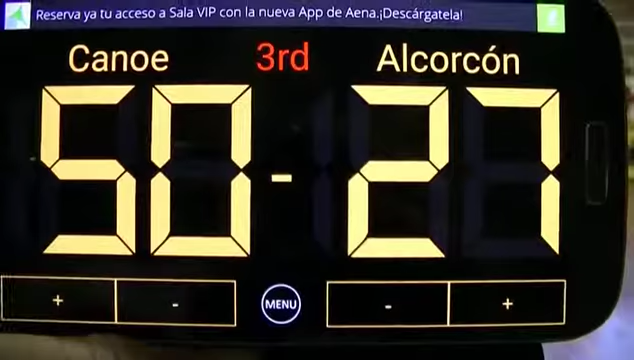 Reserva ya tu acceso a Sala VIP con la nueva App de Aena.¡Descárgatela!
Canoe 3rd Alcorcón
50 - 27
+ - MENU - +